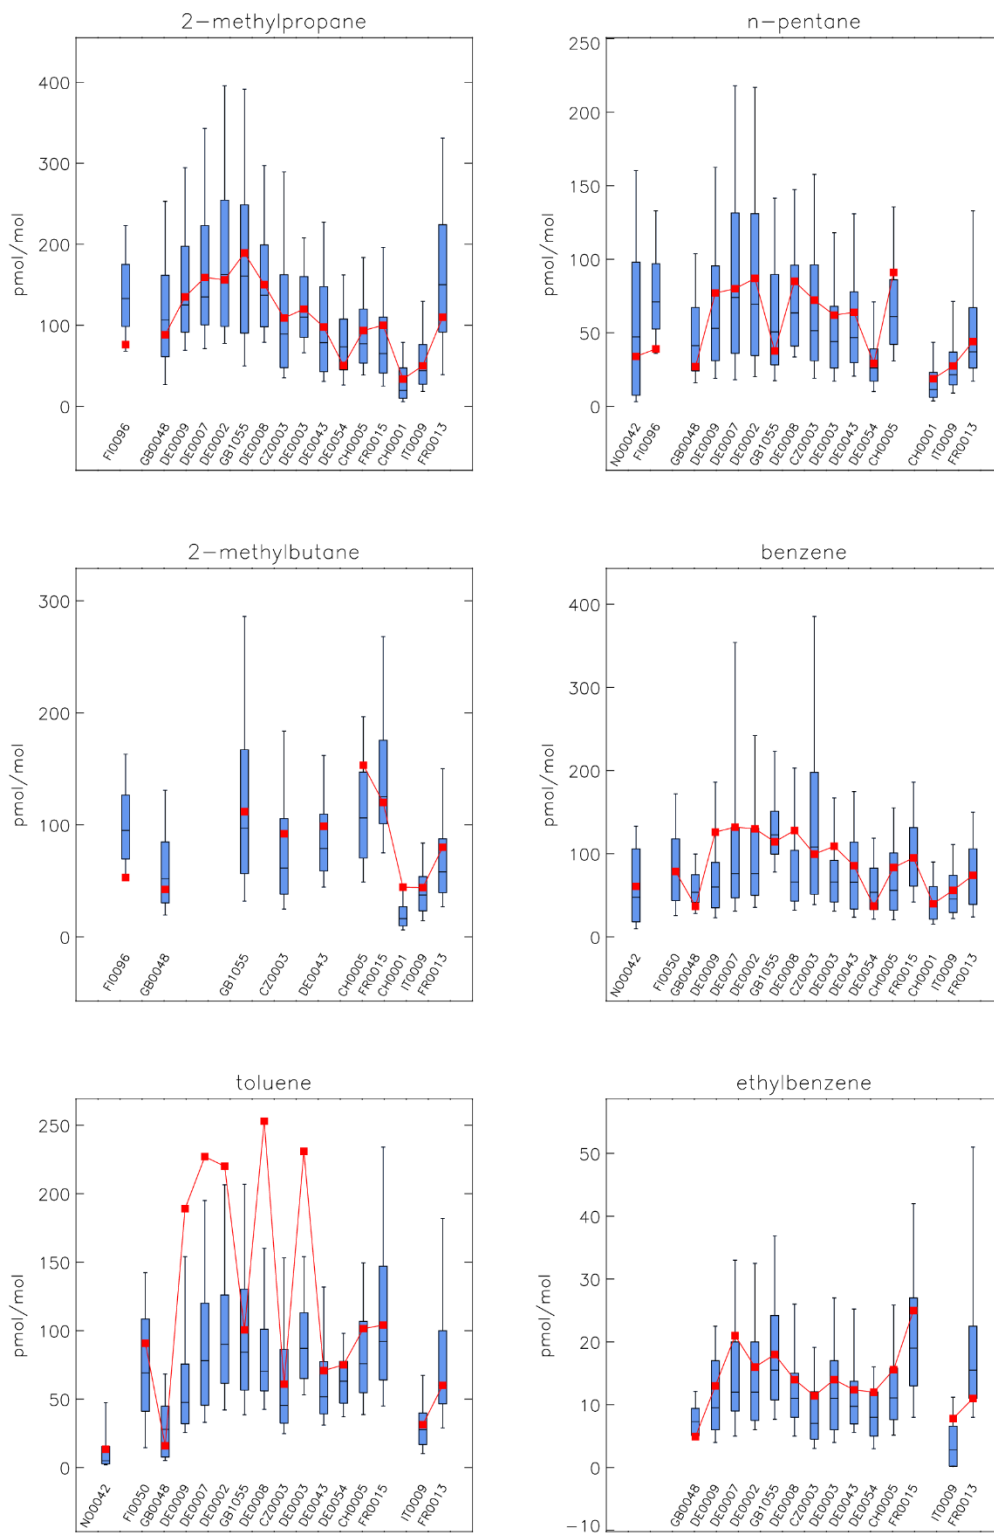 2-methylpropane
n-pentane
400
300
200
100
0
pmol/mol
FI0096
GB0048
DE0009
DE0007
DE0002
GB1055
DE0008
CZ0003
DE0003
DE0043
DE0054
CH0005
FR0015
CH0001
IT0009
FR0013
250
200
150
100
50
0
pmol/mol
NO0042
FI0096
GB0048
DE0009
DE0007
DE0002
GB1055
DE0008
CZ0003
DE0003
DE0043
DE0054
CH0005
CH0001
IT0009
FR0013
2-methylbutane
benzene
300
200
100
0
pmol/mol
FI0096
GB0048
GB1055
CZ0003
DE0043
CH0005
FR0015
CH0001
IT0009
FR0013
400
300
200
100
0
pmol/mol
NO0042
FI0050
GB0048
DE0009
DE0007
DE0002
GB1055
DE0008
CZ0003
DE0003
DE0043
DE0054
CH0005
FR0015
CH0001
IT0009
FR0013
toluene
ethylbenzene
250
200
150
100
50
0
pmol/mol
NO0042
FI0050
GB0048
DE0009
DE0007
DE0002
GB1055
DE0008
CZ0003
DE0003
DE0043
DE0054
CH0005
FR0015
IT0009
FR0013
50
40
30
20
10
0
-10
pmol/mol
GB0048
DE0009
DE0007
DE0002
GB1055
DE0008
CZ0003
DE0003
DE0043
DE0054
CH0005
FR0015
IT0009
FR0013